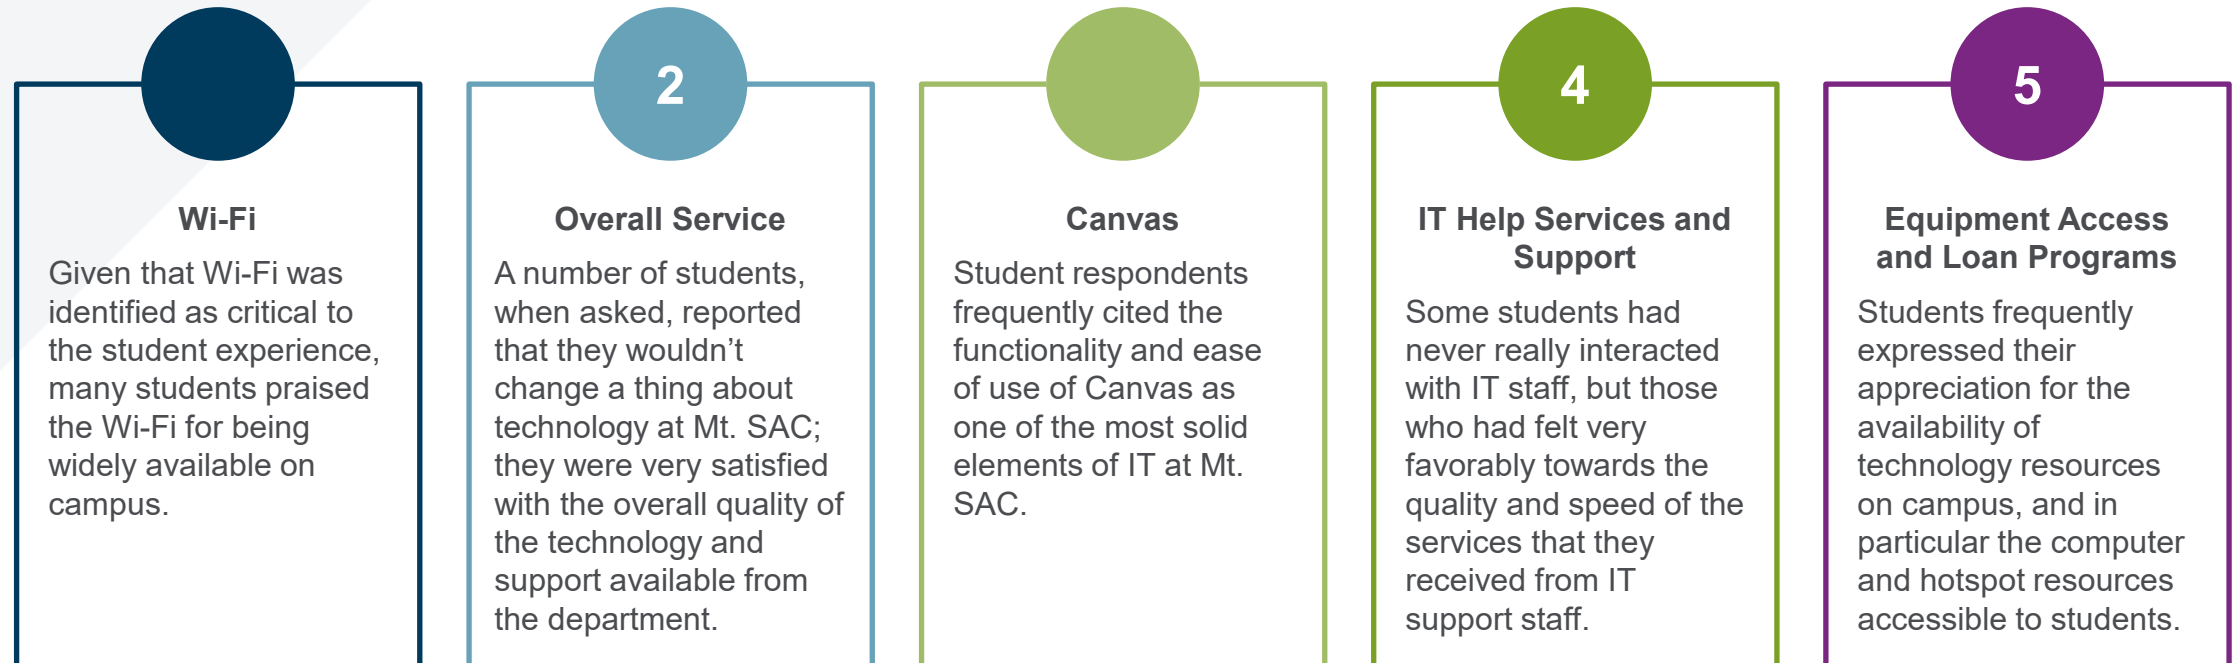 Wi-Fi
Given that Wi-Fi was
identified as critical to
the student experience,
many students praised
the Wi-Fi for being
widely available on
campus.
2
Overall Service
A number of students,
when asked, reported
that they wouldn’t
change a thing about
technology at Mt. SAC;
they were very satisfied
with the overall quality of
the technology and
support available from
the department.
Canvas
Student respondents
frequently cited the
functionality and ease
of use of Canvas as
one of the most solid
elements of IT at Mt.
SAC.
4
IT Help Services and
Support
Some students had
never really interacted
with IT staff, but those
who had felt very
favorably towards the
quality and speed of the
services that they
received from IT
support staff.
5
Equipment Access
and Loan Programs
Students frequently
expressed their
appreciation for the
availability of
technology resources
on campus, and in
particular the computer
and hotspot resources
accessible to students.